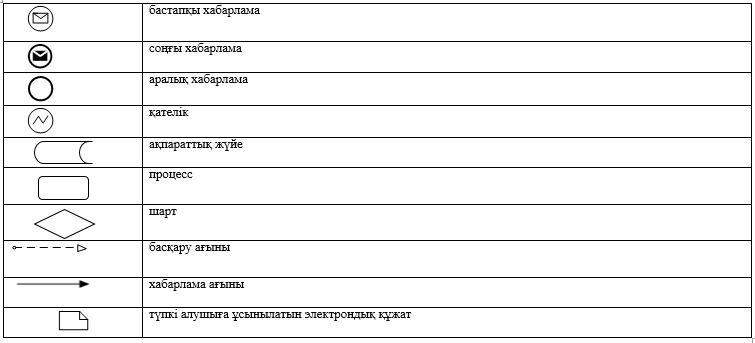 бастапқы хабарлама
соңғы хабарлама
аралық хабарлама
қателік
ақпараттық жүйе
процесс
шарт
басқару ағыны
хабарлама ағыны
түпкі алушыға ұсынылатын электрондық құжат